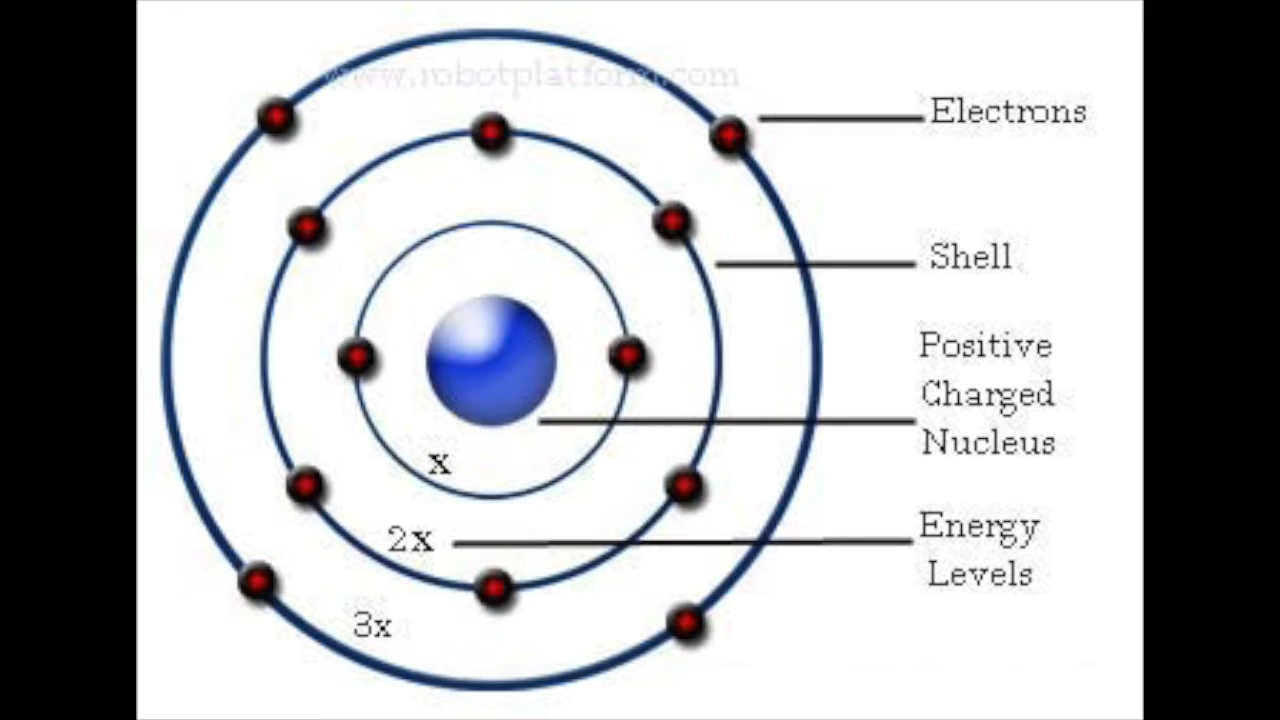 www.robotplatform.com
Electrons
Shell
Positive
Charged
Nucleus
x
2x
Energy
Levels
3x